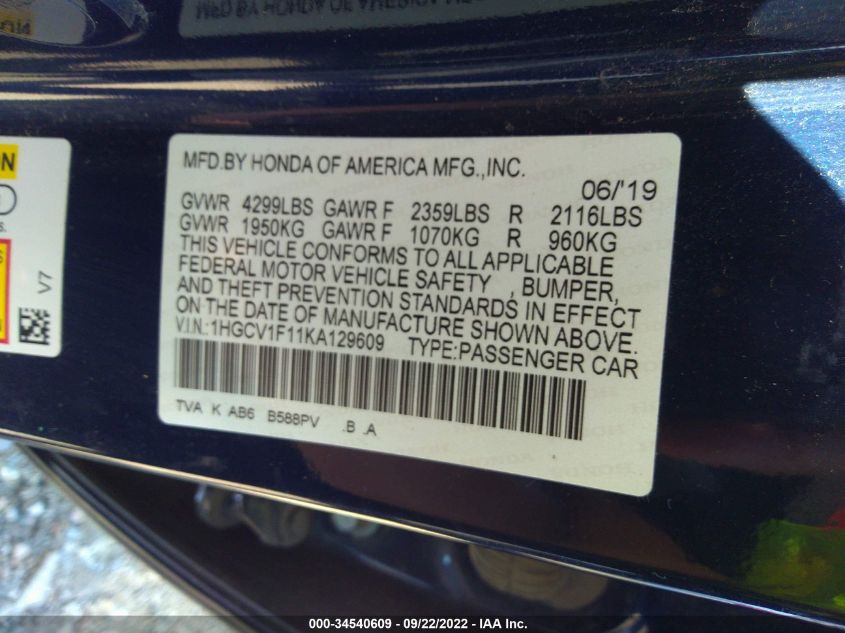 MFD.BY HONDA OF AMERICA MFG.,INC.
06/'19
GVWR 4299LBS GAWR F 2359LBS R 2116LBS
GVWR 1950KG GAWR F 1070KG R 960KG
THIS VEHICLE CONFORMS TO ALL APPLICABLE
FEDERAL MOTOR VEHICLE SAFETY , BUMPER,
AND THEFT PREVENTION STANDARDS IN EFFECT
ON THE DATE OF MANUFACTURE SHOWN ABOVE.
V.I.N.:1HGCV1F11KA129609 TYPE:PASSENGER CAR
TVA K AB6 B588PV .B .A
V7
000-34540609 - 09/22/2022 - IAA Inc.